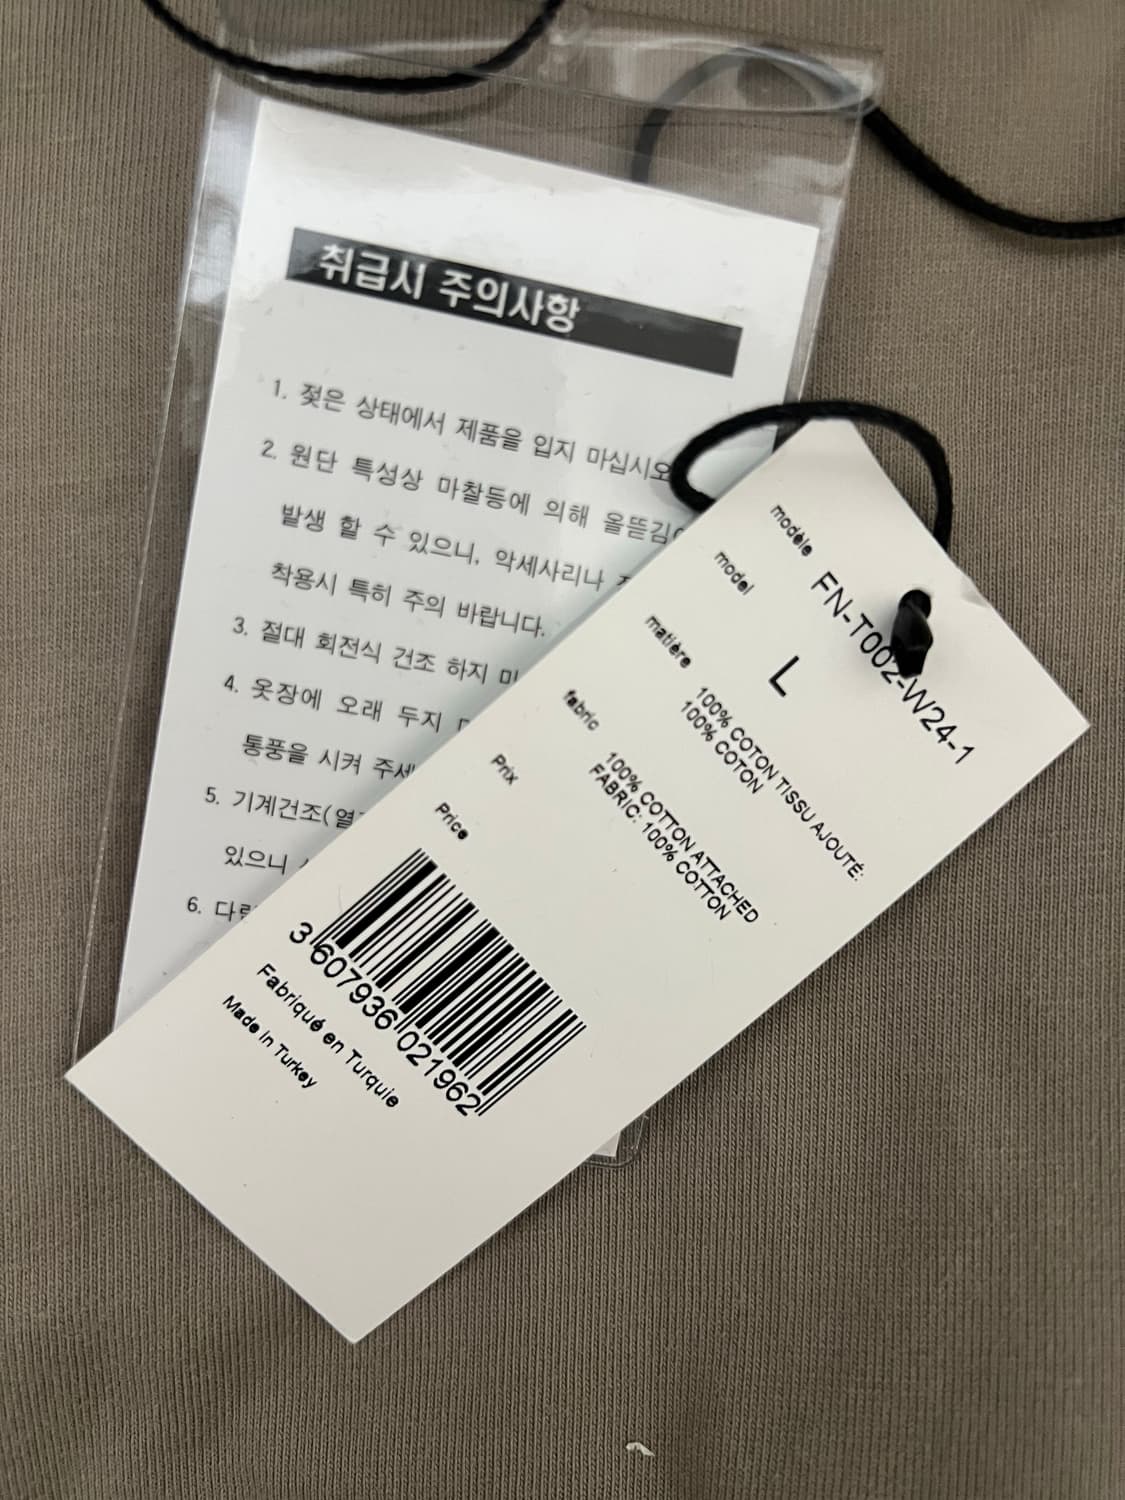 취급시 주의사항
1. 젖은 상태에서 제품을 입지 마십시오
2. 원단 특성상 마찰등에 의해 올뜯김
발생 할 수 있으니, 악세사리나
착용시 특히 주의 바랍니다.
3. 절대 회전식 건조 하지
4. 옷장에 오래 두지
통풍을 시켜 주세
5. 기계건조(열
있으니
6. 다림
modèle FN-T002-W24-1
model L
matière 100% COTON TISSU AJOUTÉ:
100% COTON
fabric 100% COTTON ATTACHED
FABRIC: 100% COTTON
Prix
Price
3 607936 021962
Fabriqué en Turquie
Made in Turkey